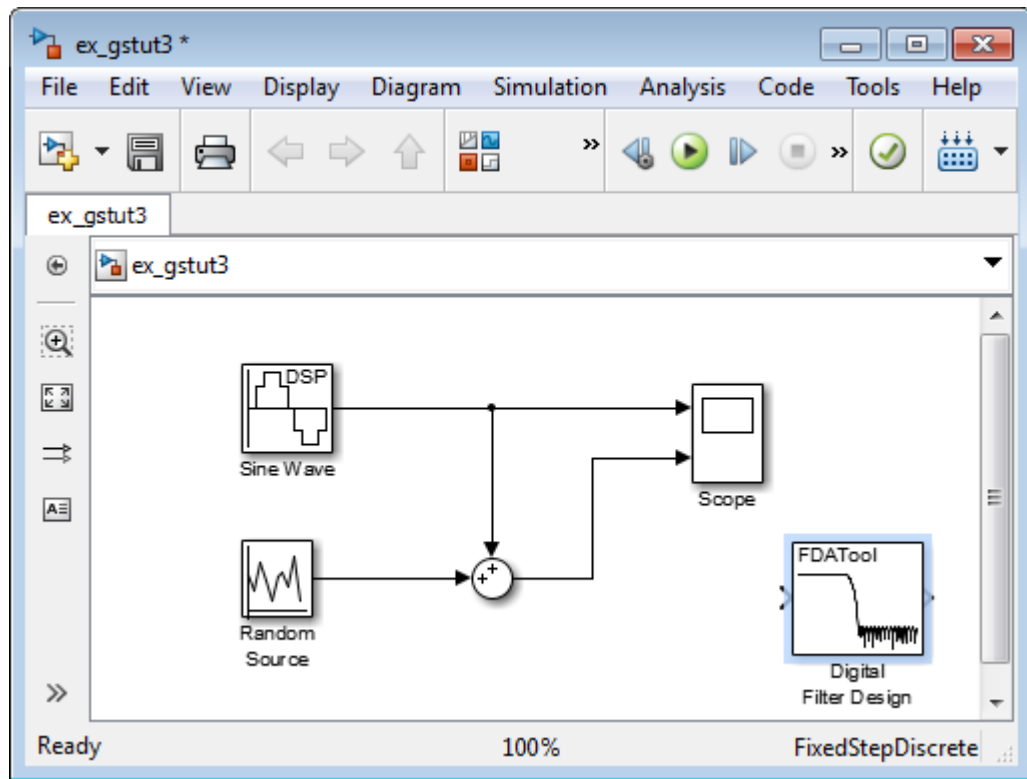 ex_gstut3 *
File Edit View Display Diagram Simulation Analysis Code Tools Help
ex_gstut3
ex_gstut3
DSP
Sine Wave
Scope
FDATool
Random
Source
Digital
Filter Design
Ready 100% FixedStepDiscrete